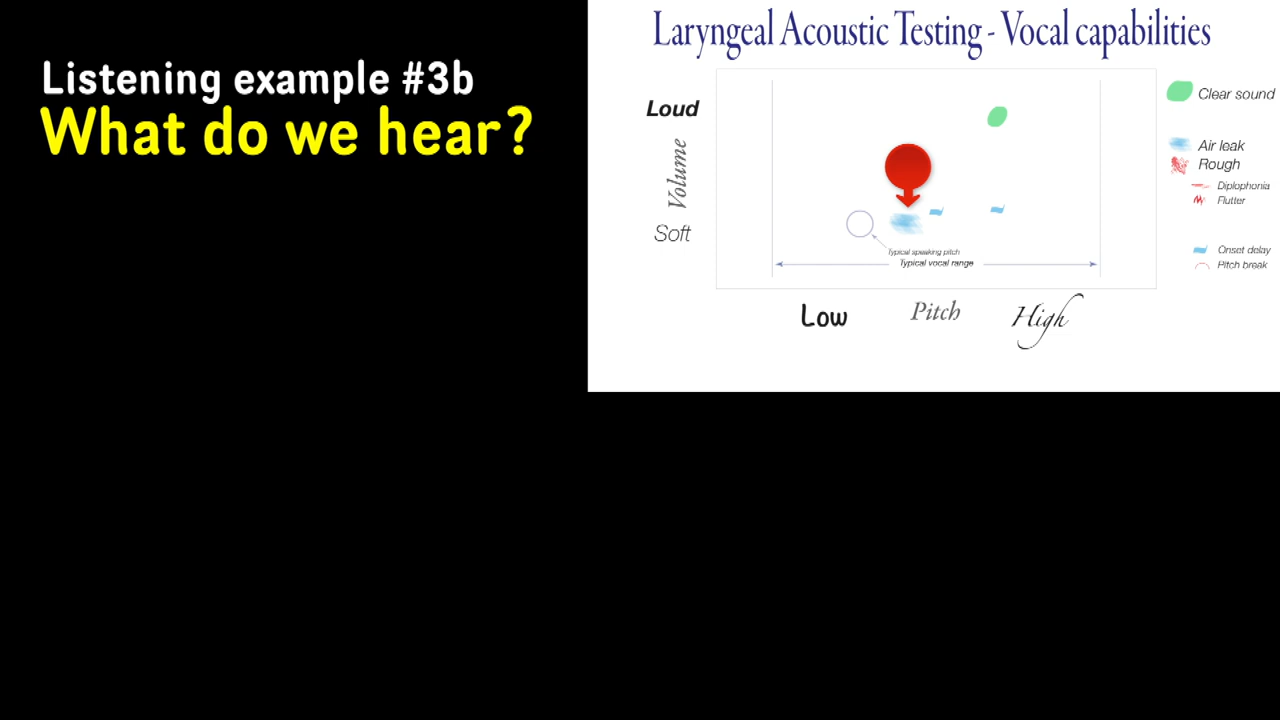 Listening example #3b
What do we hear?
Laryngeal Acoustic Testing - Vocal capabilities
Loud
Volume
Soft
Typical speaking pitch
Typical vocal range
Low
Pitch
High
Clear sound
Air leak
Rough
Diplophonia
Flutter
Onset delay
Pitch break